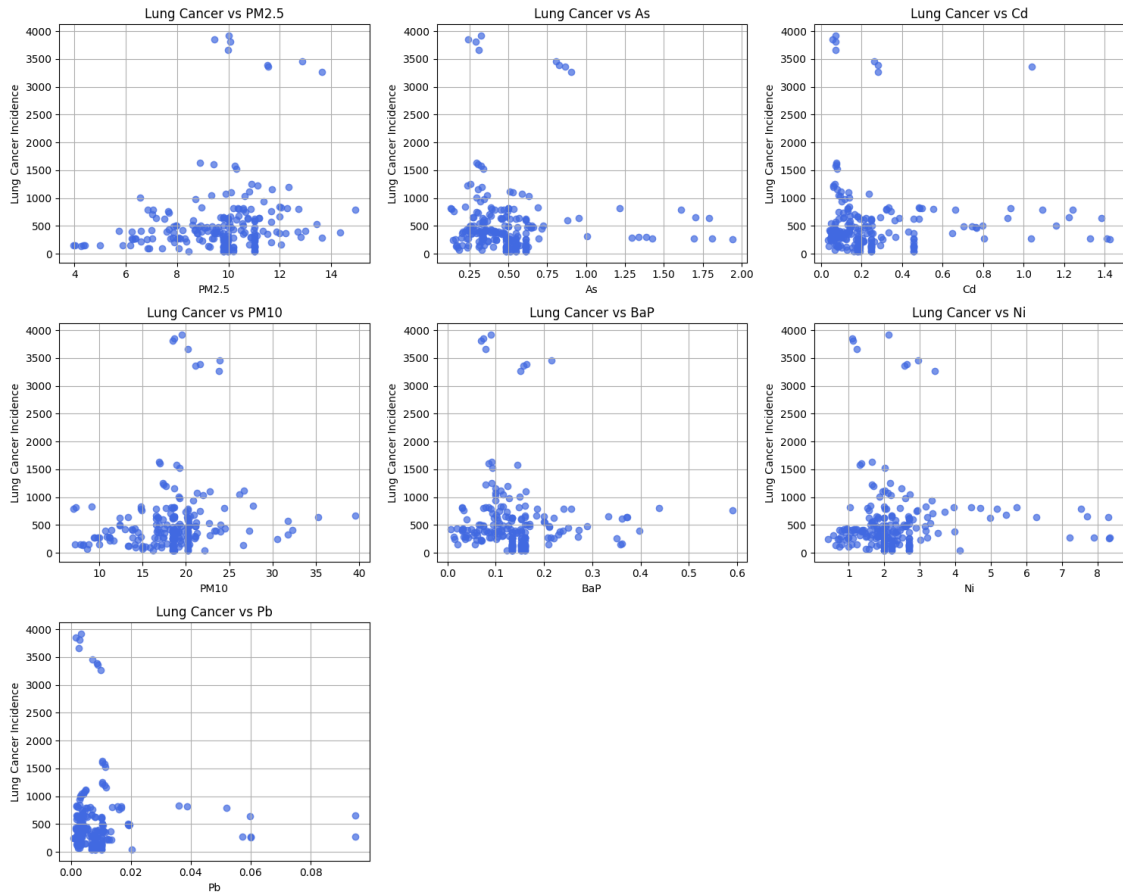 Lung Cancer vs PM2.5
Lung Cancer Incidence
4000
3500
3000
2500
2000
1500
1000
500
0
4 6 8 10 12 14
PM2.5
Lung Cancer vs As
Lung Cancer Incidence
4000
3500
3000
2500
2000
1500
1000
500
0
0.25 0.50 0.75 1.00 1.25 1.50 1.75 2.00
As
Lung Cancer vs Cd
Lung Cancer Incidence
4000
3500
3000
2500
2000
1500
1000
500
0
0.0 0.2 0.4 0.6 0.8 1.0 1.2 1.4
Cd
Lung Cancer vs PM10
Lung Cancer Incidence
4000
3500
3000
2500
2000
1500
1000
500
0
10 15 20 25 30 35 40
PM10
Lung Cancer vs BaP
Lung Cancer Incidence
4000
3500
3000
2500
2000
1500
1000
500
0
0.0 0.1 0.2 0.3 0.4 0.5 0.6
BaP
Lung Cancer vs Ni
Lung Cancer Incidence
4000
3500
3000
2500
2000
1500
1000
500
0
1 2 3 4 5 6 7 8
Ni
Lung Cancer vs Pb
Lung Cancer Incidence
4000
3500
3000
2500
2000
1500
1000
500
0
0.00 0.02 0.04 0.06 0.08
Pb